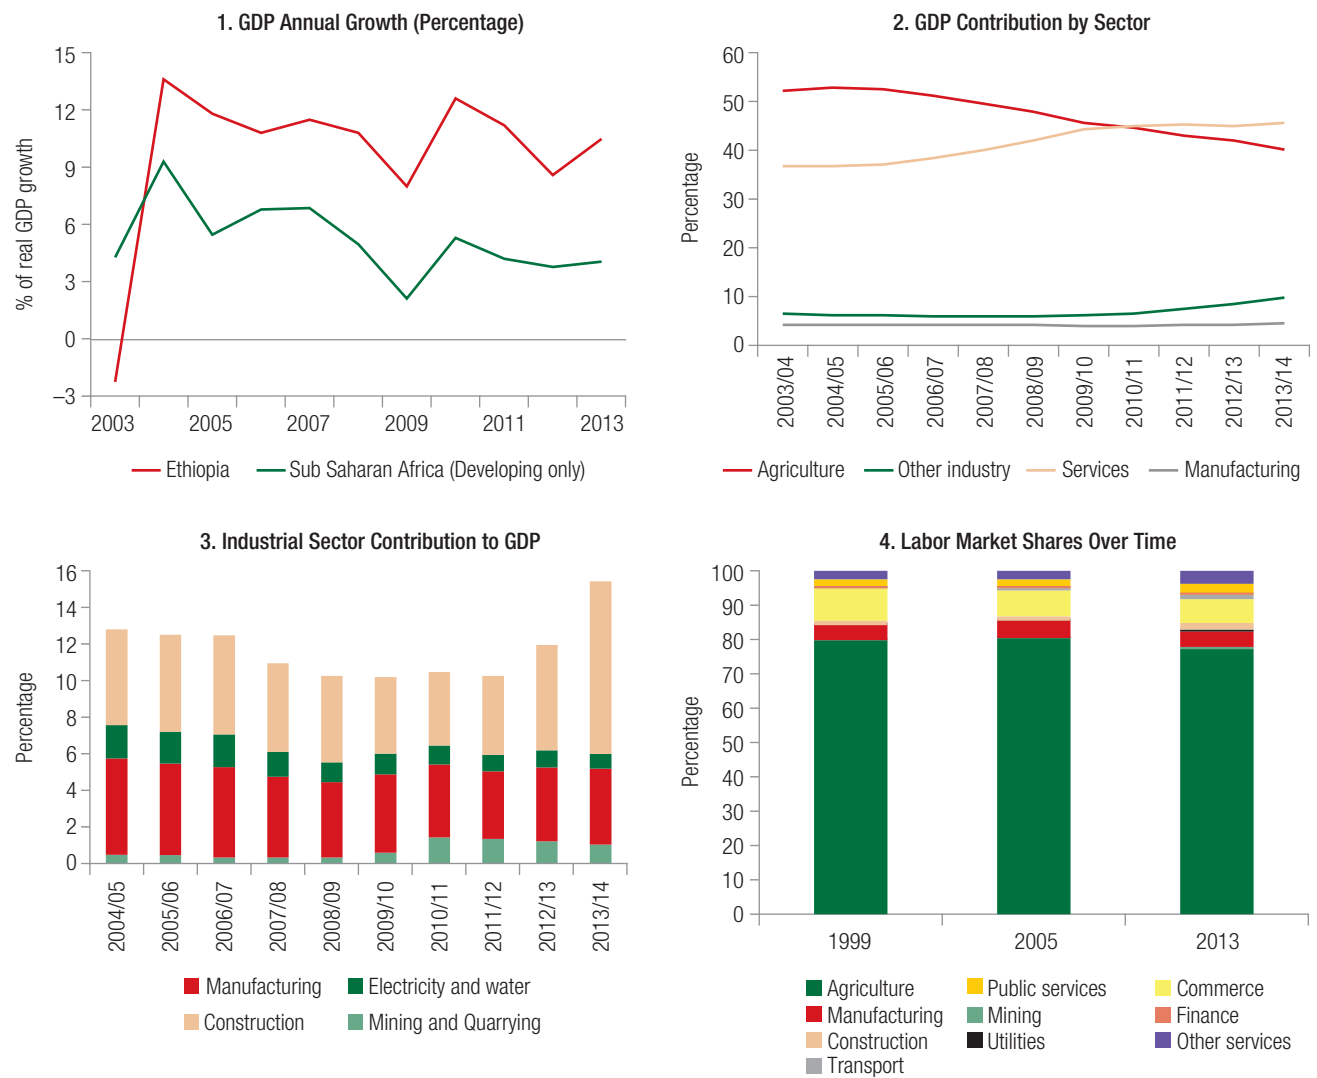 1. GDP Annual Growth (Percentage)
% of real GDP growth
15
12
9
6
3
0
–3
2003 2005 2007 2009 2011 2013
Ethiopia Sub Saharan Africa (Developing only)
2. GDP Contribution by Sector
Percentage
60
50
40
30
20
10
0
2003/04 2004/05 2005/06 2006/07 2007/08 2008/09 2009/10 2010/11 2011/12 2012/13 2013/14
Agriculture Other industry Services Manufacturing
3. Industrial Sector Contribution to GDP
Percentage
16
14
12
10
8
6
4
2
0
2004/05 2005/06 2006/07 2007/08 2008/09 2009/10 2010/11 2011/12 2012/13 2013/14
Manufacturing Electricity and water
Construction Mining and Quarrying
4. Labor Market Shares Over Time
Percentage
100
90
80
70
60
50
40
30
20
10
0
1999 2005 2013
Agriculture Public services Commerce
Manufacturing Mining Finance
Construction Utilities Other services
Transport